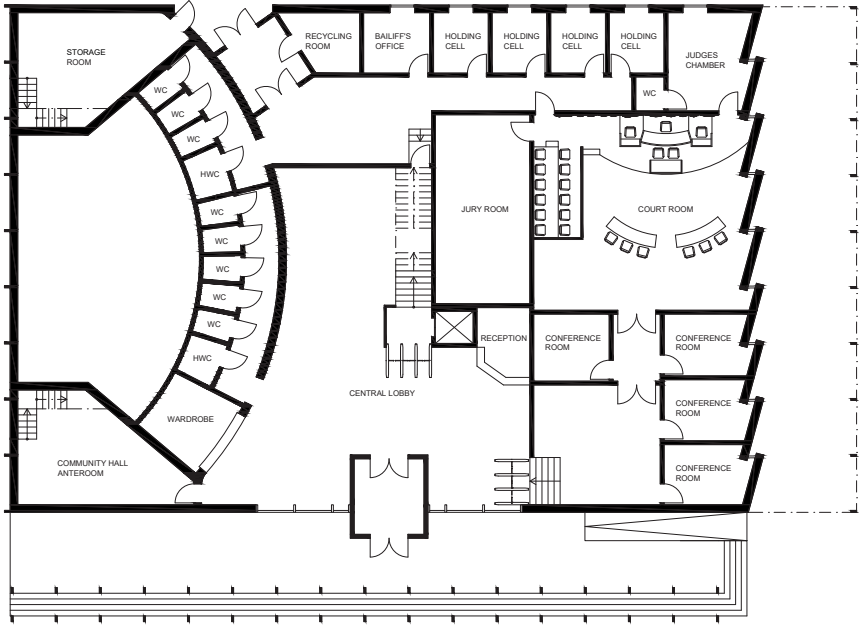 STORAGE
ROOM
RECYCLING
ROOM
BAILIFF'S
OFFICE
HOLDING
CELL
HOLDING
CELL
HOLDING
CELL
HOLDING
CELL
JUDGES
CHAMBER
WC
WC
WC
WC
HWC
WC
WC
WC
WC
WC
HWC
WARDROBE
JURY ROOM
COURT ROOM
RECEPTION
CONFERENCE
ROOM
CONFERENCE
ROOM
CENTRAL LOBBY
CONFERENCE
ROOM
CONFERENCE
ROOM
COMMUNITY HALL
ANTEROOM